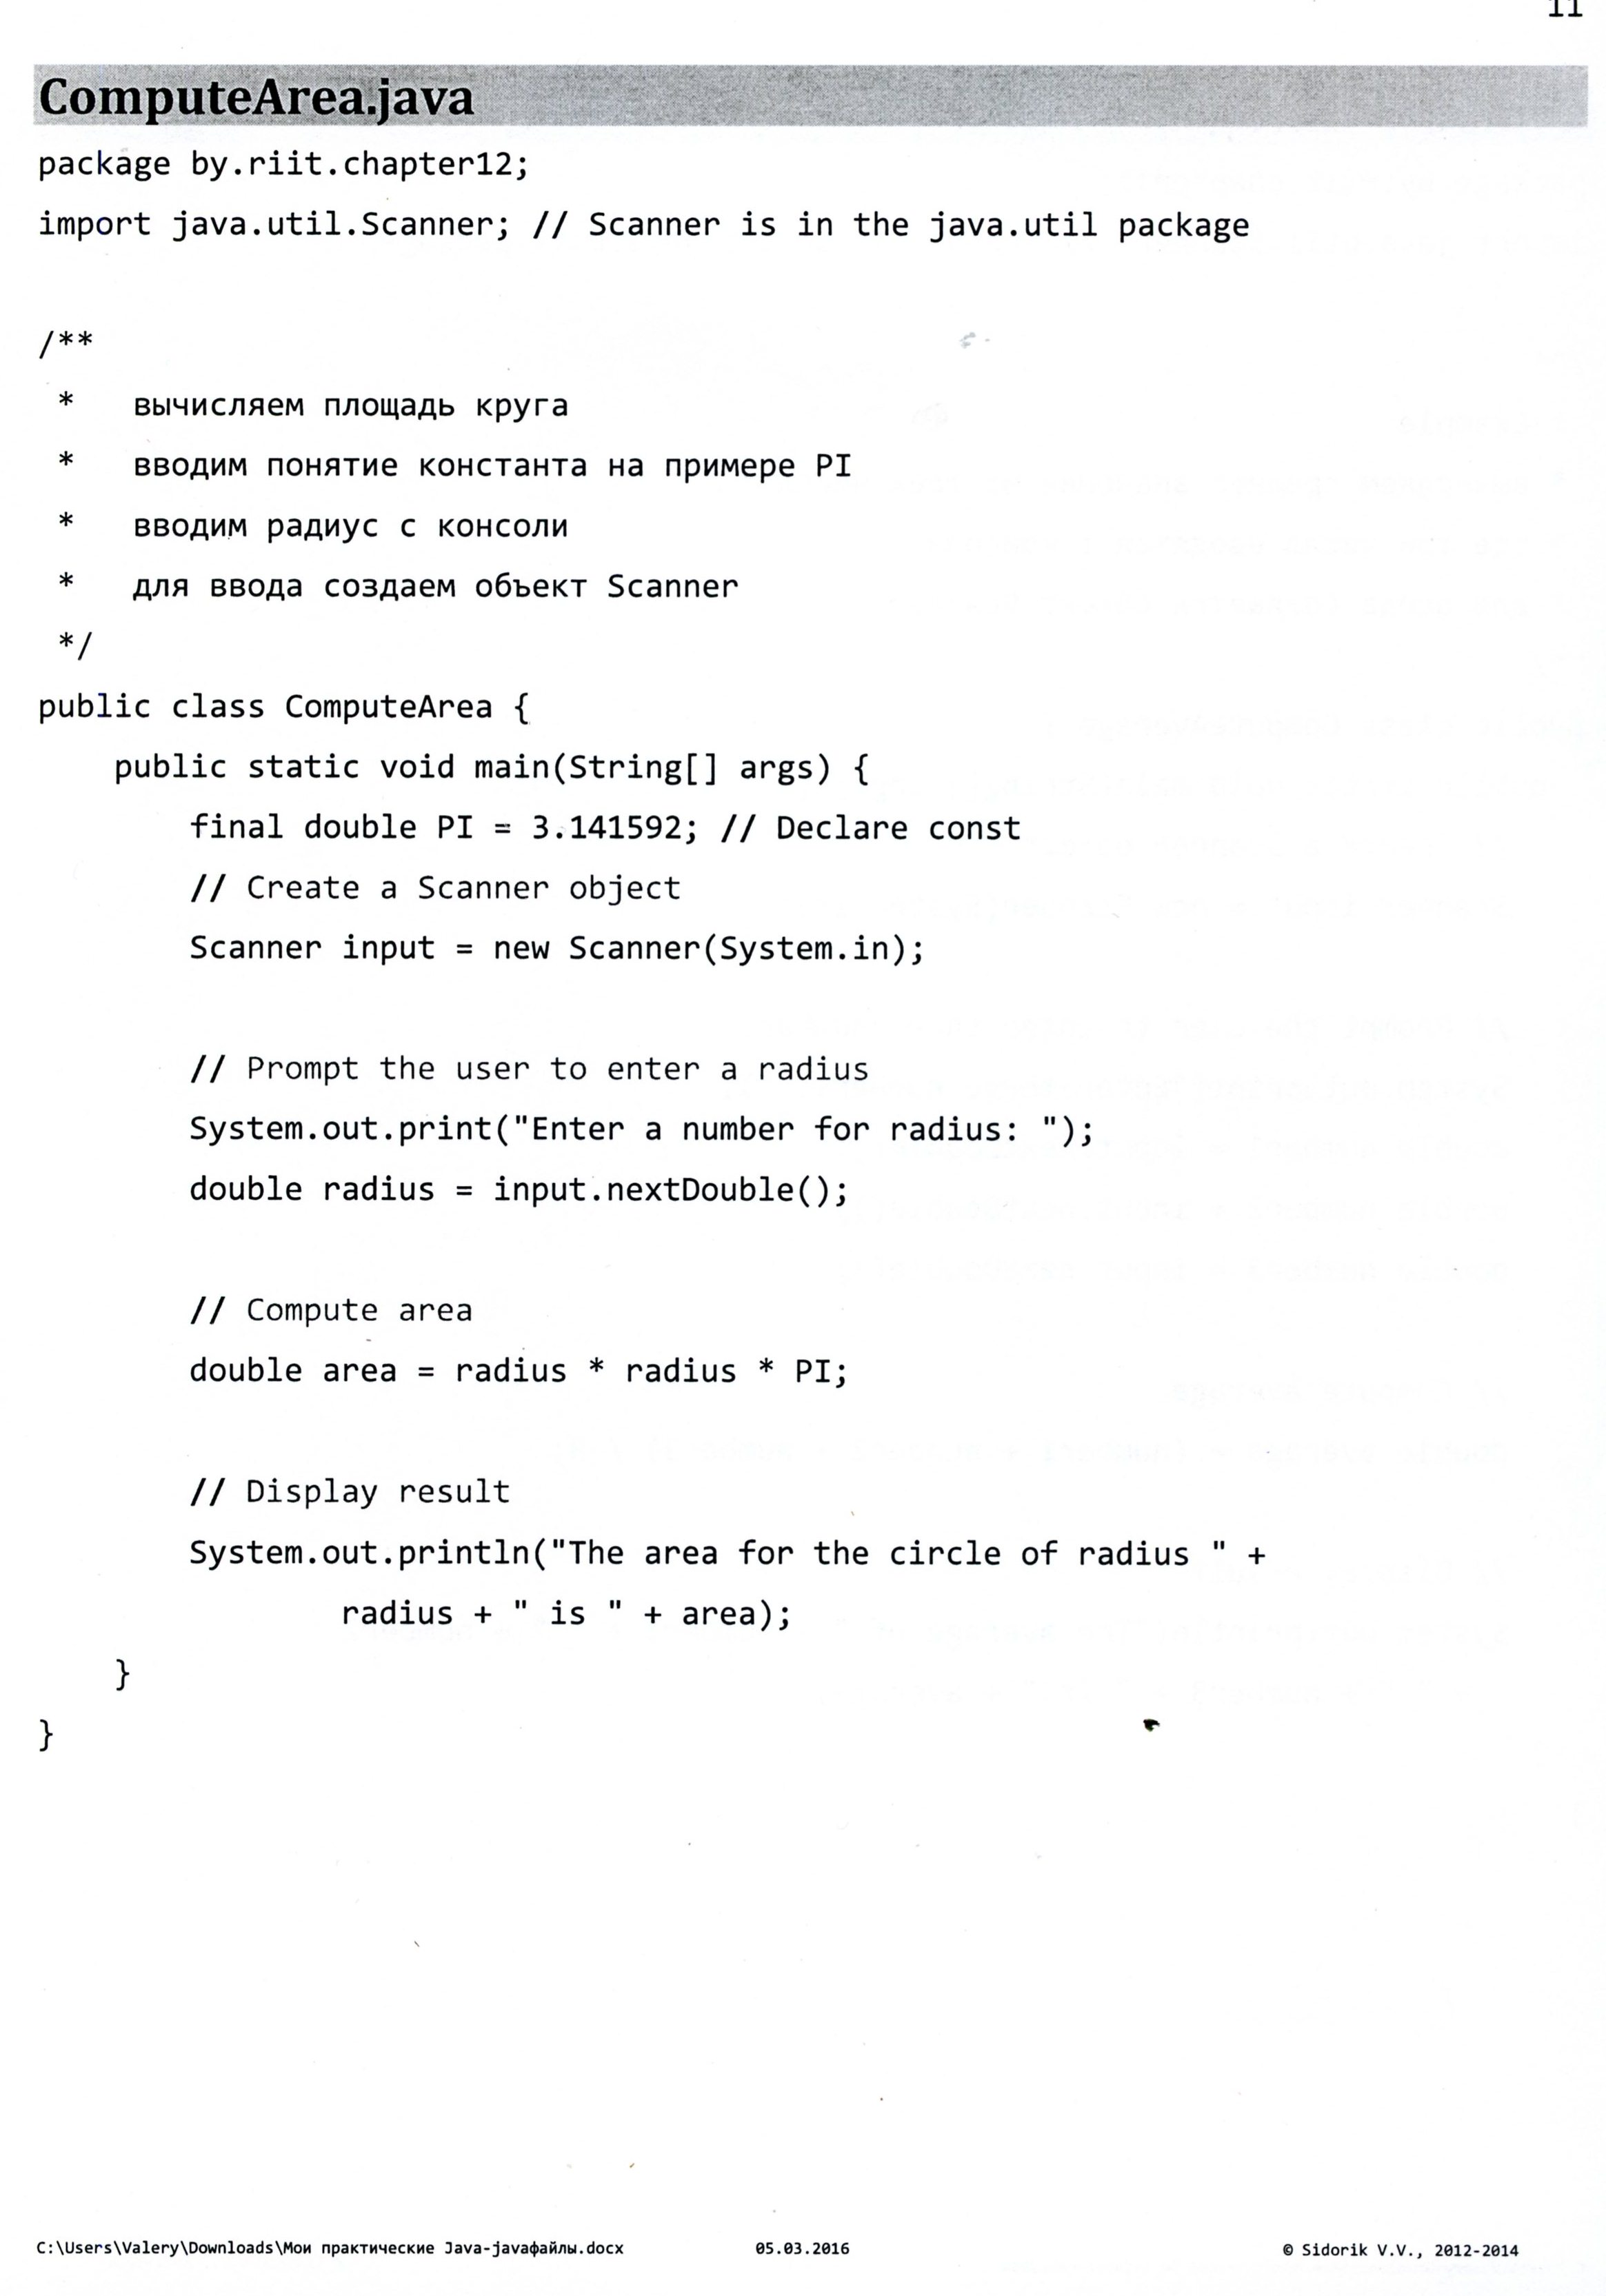 11
ComputeArea.java
package by.riit.chapter12;
import java.util.Scanner; // Scanner is in the java.util package
/**
 *   вычисляем площадь круга
 *   вводим понятие константа на примере PI
 *   вводим радиус с консоли
 *   для ввода создаем объект Scanner
 */
public class ComputeArea {
    public static void main(String[] args) {
        final double PI = 3.141592; // Declare const
        // Create a Scanner object
        Scanner input = new Scanner(System.in);
        // Prompt the user to enter a radius
        System.out.print("Enter a number for radius: ");
        double radius = input.nextDouble();
        // Compute area
        double area = radius * radius * PI;
        // Display result
        System.out.println("The area for the circle of radius " +
                radius + " is " + area);
    }
}
C:\Users\Valery\Downloads\Мои практические Java-javaфайлы.docx 05.03.2016 © Sidorik V.V., 2012-2014